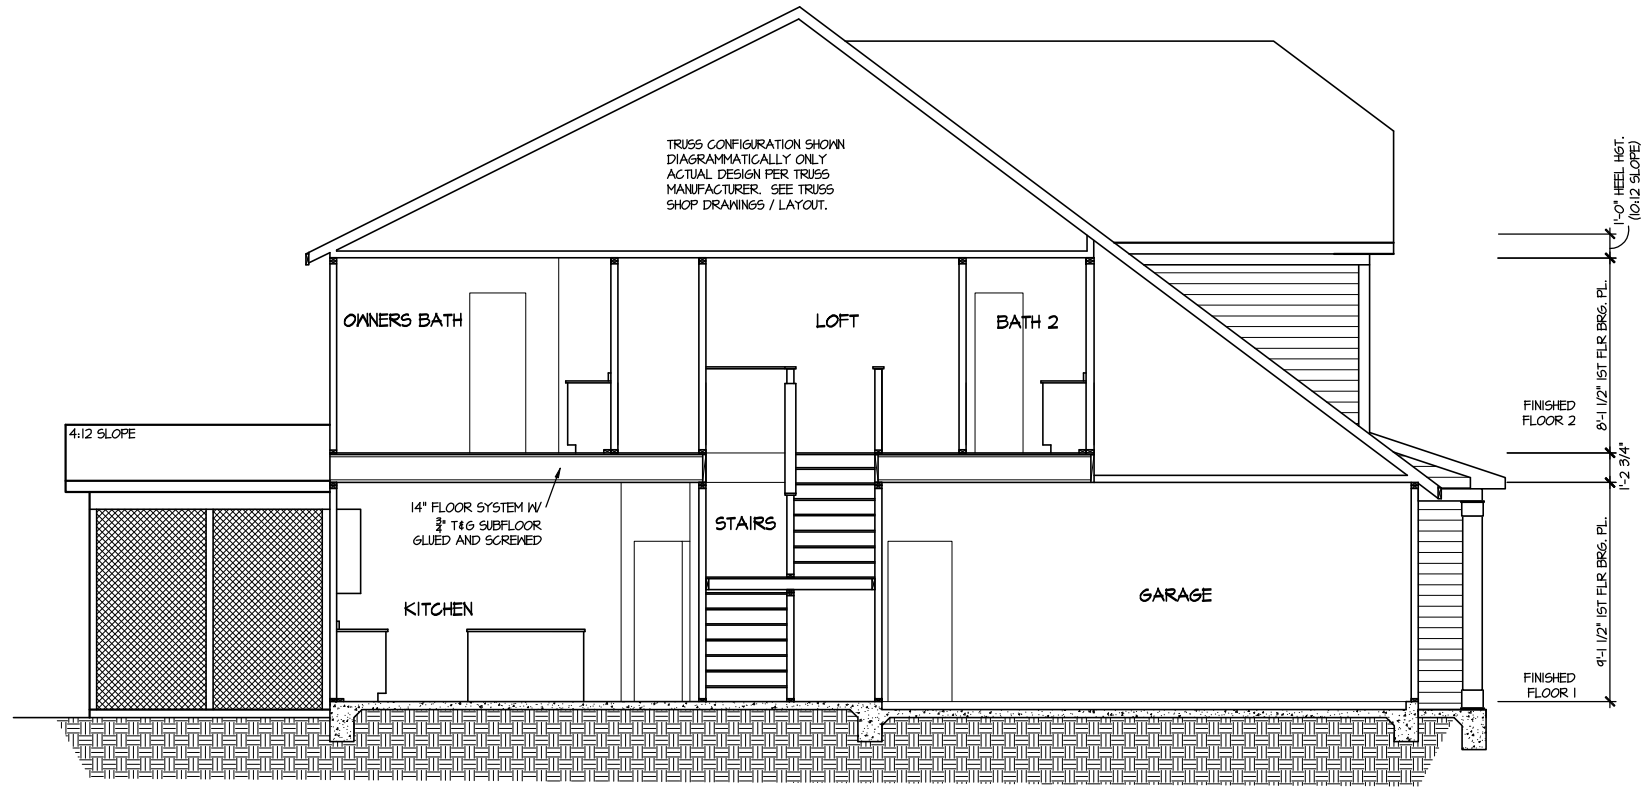 TRUSS CONFIGURATION SHOWN
DIAGRAMMATICALLY ONLY
ACTUAL DESIGN PER TRUSS
MANUFACTURER. SEE TRUSS
SHOP DRAWINGS / LAYOUT.
1'-0" HEEL HGT.
(10:12 SLOPE)
OWNERS BATH
LOFT
BATH 2
8'-1 1/2" 1ST FLR BRG. PL.
FINISHED
FLOOR 2
4:12 SLOPE
1'-2 3/4"
14" FLOOR SYSTEM W/
3/4" T&G SUBFLOOR
GLUED AND SCREWED
STAIRS
KITCHEN
GARAGE
9'-1 1/2" 1ST FLR BRG. PL.
FINISHED
FLOOR 1